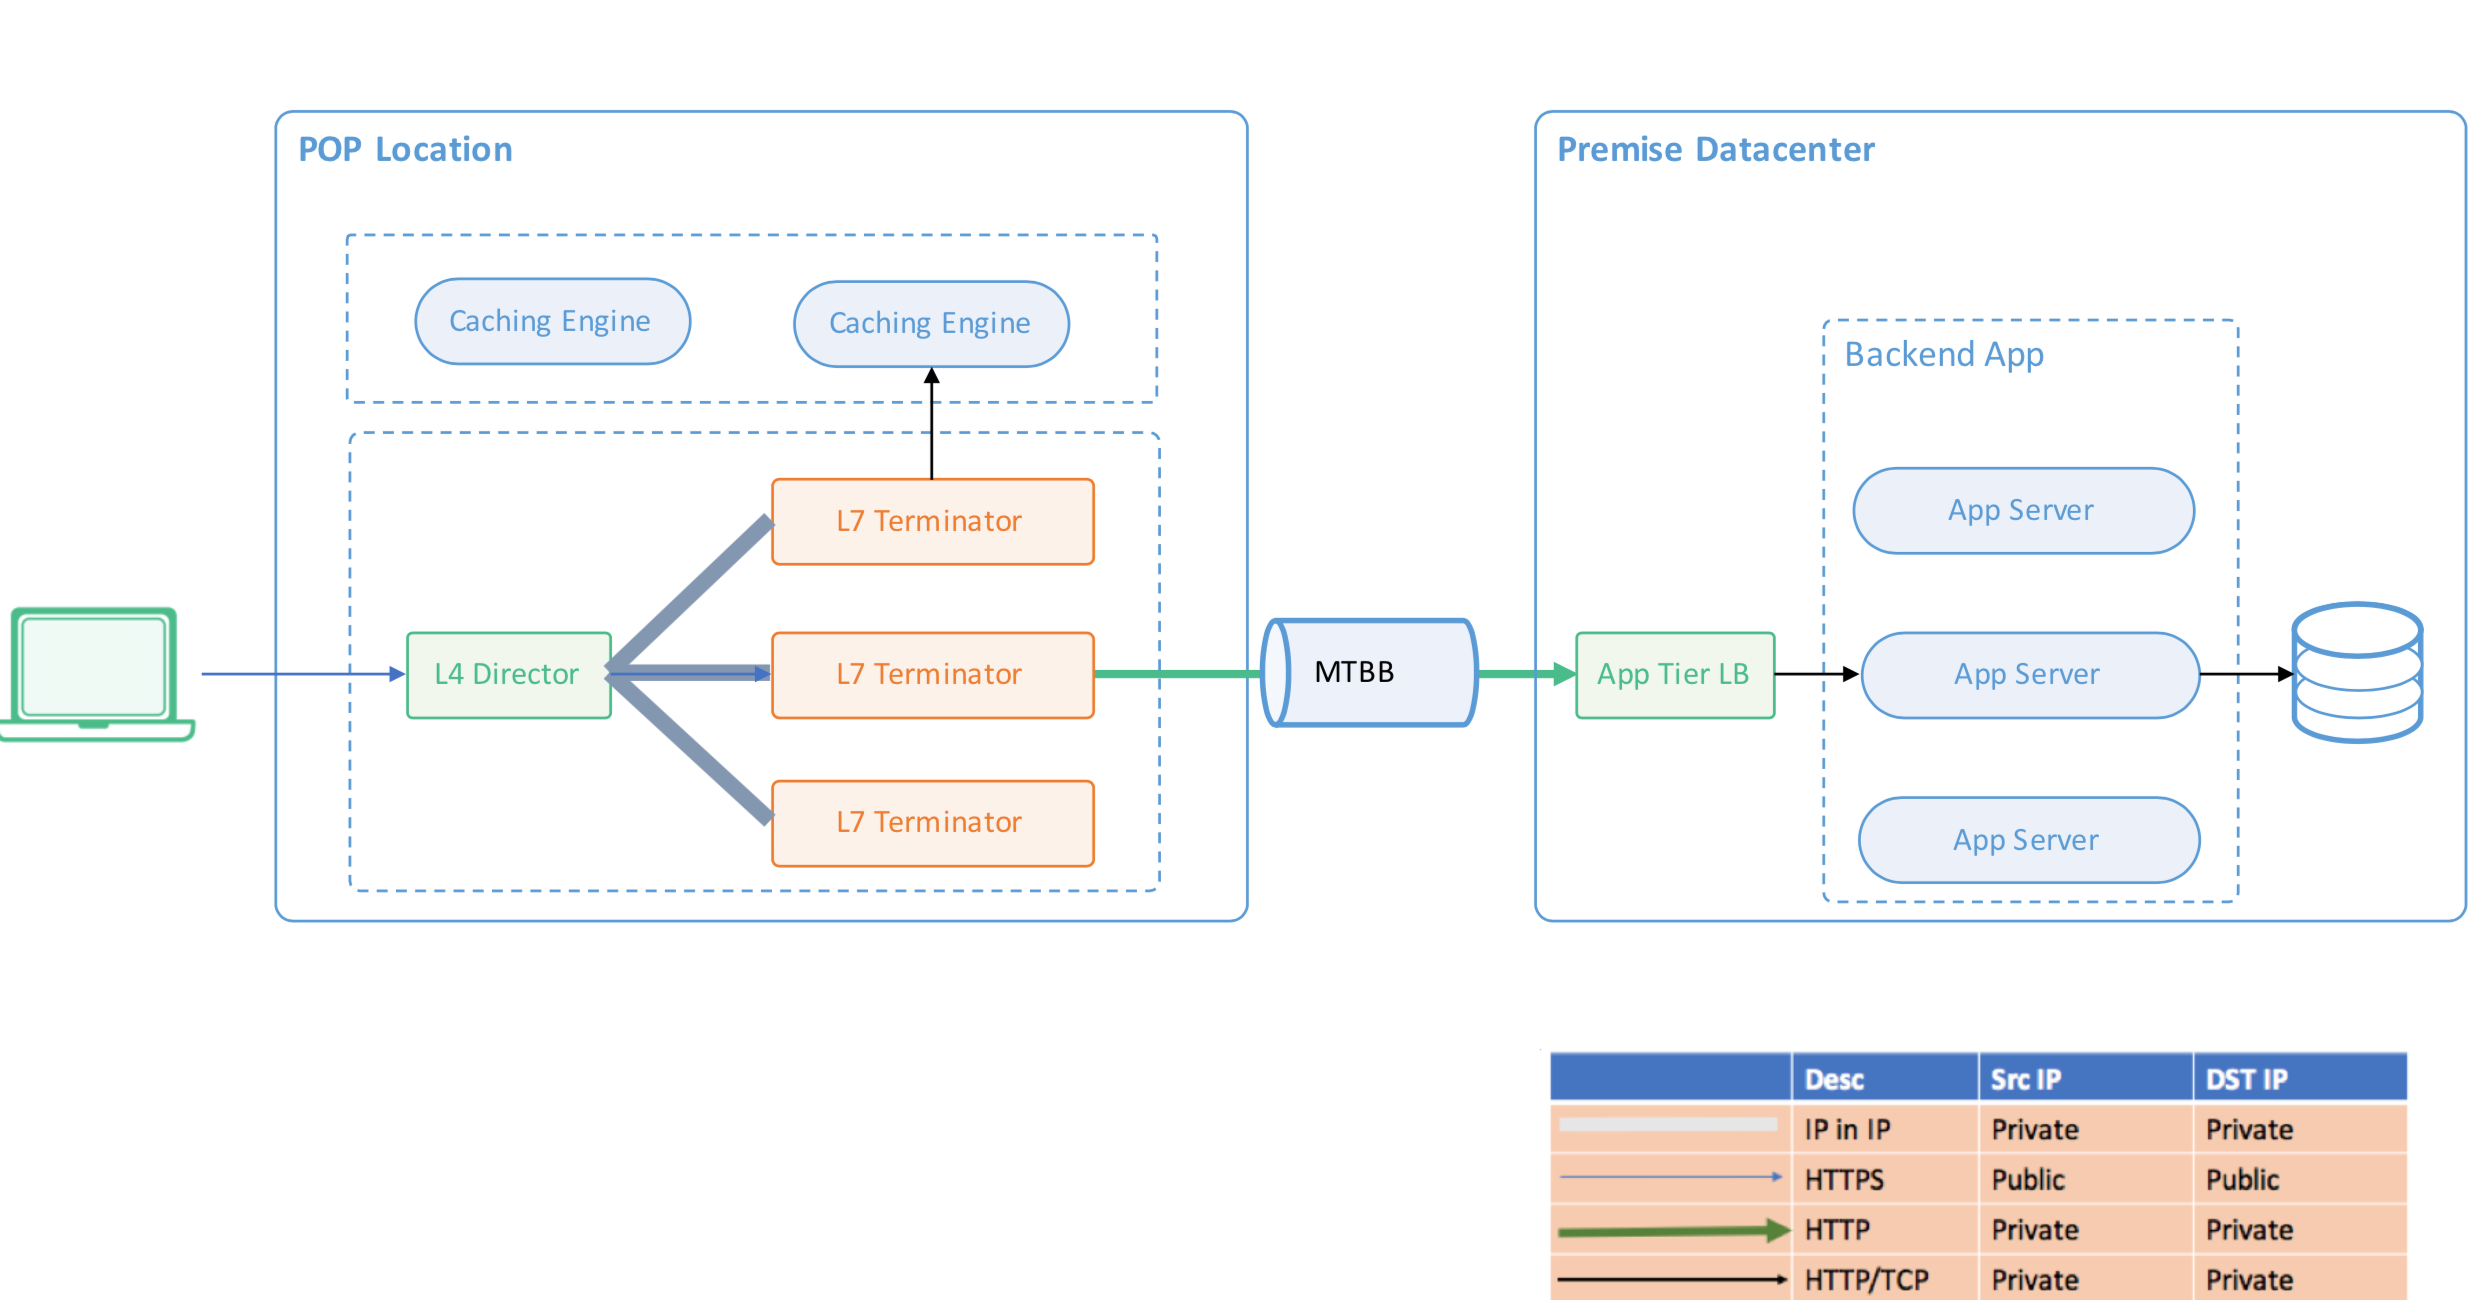 POP Location
Caching Engine
Caching Engine
L7 Terminator
L4 Director
L7 Terminator
L7 Terminator
MTBB
Premise Datacenter
Backend App
App Server
App Tier LB
App Server
App Server
Desc Src IP DST IP
IP in IP Private Private
HTTPS Public Public
HTTP Private Private
HTTP/TCP Private Private